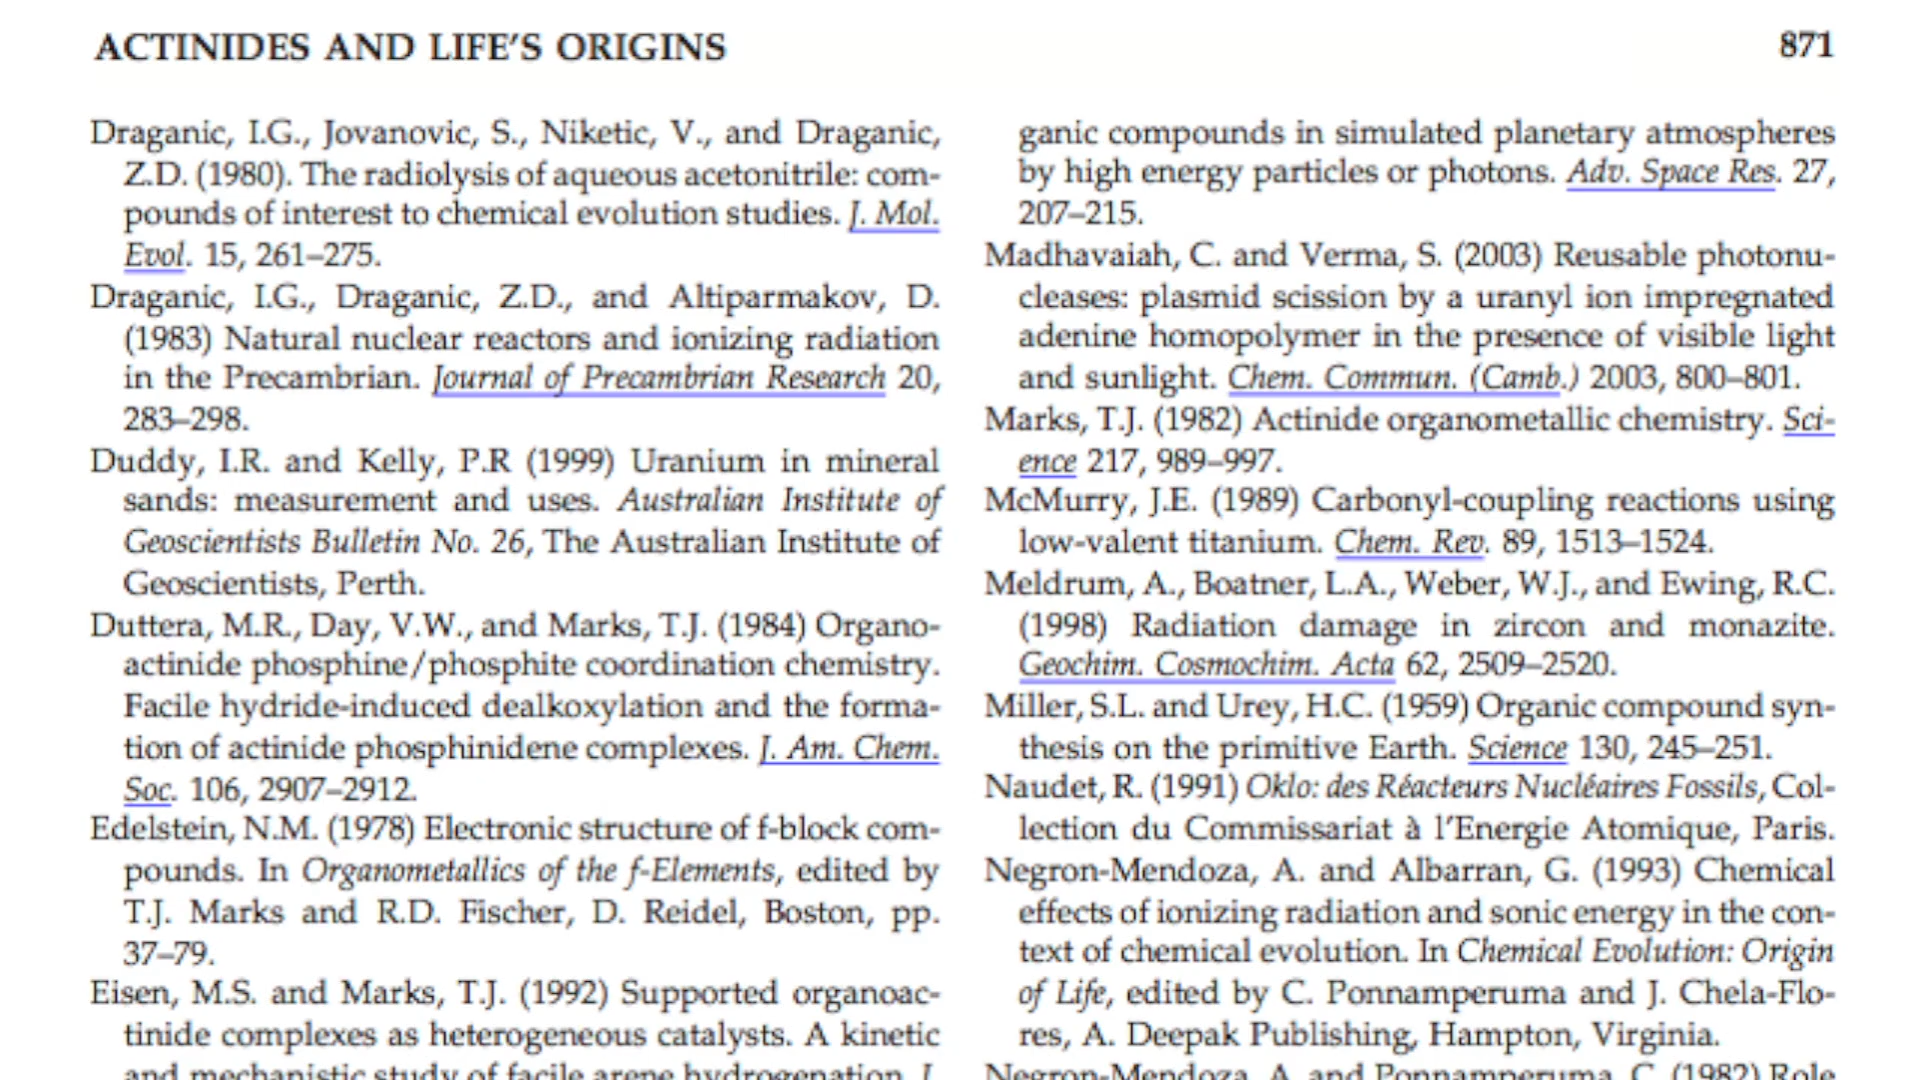 ACTINIDES AND LIFE'S ORIGINS
871
Draganic, I.G., Jovanovic, S., Niketic, V., and Draganic,
Z.D. (1980). The radiolysis of aqueous acetonitrile: com-
pounds of interest to chemical evolution studies. J. Mol.
Evol. 15, 261–275.
Draganic, I.G., Draganic, Z.D., and Altiparmakov, D.
(1983) Natural nuclear reactors and ionizing radiation
in the Precambrian. Journal of Precambrian Research 20,
283–298.
Duddy, I.R. and Kelly, P.R (1999) Uranium in mineral
sands: measurement and uses. Australian Institute of
Geoscientists Bulletin No. 26, The Australian Institute of
Geoscientists, Perth.
Duttera, M.R., Day, V.W., and Marks, T.J. (1984) Organo-
actinide phosphine/phosphite coordination chemistry.
Facile hydride-induced dealkoxylation and the forma-
tion of actinide phosphinidene complexes. J. Am. Chem.
Soc. 106, 2907–2912.
Edelstein, N.M. (1978) Electronic structure of f-block com-
pounds. In Organometallics of the f-Elements, edited by
T.J. Marks and R.D. Fischer, D. Reidel, Boston, pp.
37–79.
Eisen, M.S. and Marks, T.J. (1992) Supported organoac-
tinide complexes as heterogeneous catalysts. A kinetic
and mechanistic study of facile arene hydrogenation. J.
ganic compounds in simulated planetary atmospheres
by high energy particles or photons. Adv. Space Res. 27,
207–215.
Madhavaiah, C. and Verma, S. (2003) Reusable photonu-
cleases: plasmid scission by a uranyl ion impregnated
adenine homopolymer in the presence of visible light
and sunlight. Chem. Commun. (Camb.) 2003, 800–801.
Marks, T.J. (1982) Actinide organometallic chemistry. Sci-
ence 217, 989–997.
McMurry, J.E. (1989) Carbonyl-coupling reactions using
low-valent titanium. Chem. Rev. 89, 1513–1524.
Meldrum, A., Boatner, L.A., Weber, W.J., and Ewing, R.C.
(1998) Radiation damage in zircon and monazite.
Geochim. Cosmochim. Acta 62, 2509–2520.
Miller, S.L. and Urey, H.C. (1959) Organic compound syn-
thesis on the primitive Earth. Science 130, 245–251.
Naudet, R. (1991) Oklo: des Réacteurs Nucléaires Fossils, Col-
lection du Commissariat à l'Energie Atomique, Paris.
Negron-Mendoza, A. and Albarran, G. (1993) Chemical
effects of ionizing radiation and sonic energy in the con-
text of chemical evolution. In Chemical Evolution: Origin
of Life, edited by C. Ponnamperuma and J. Chela-Flo-
res, A. Deepak Publishing, Hampton, Virginia.
Negron-Mendoza, A. and Ponnamperuma, C. (1982) Role